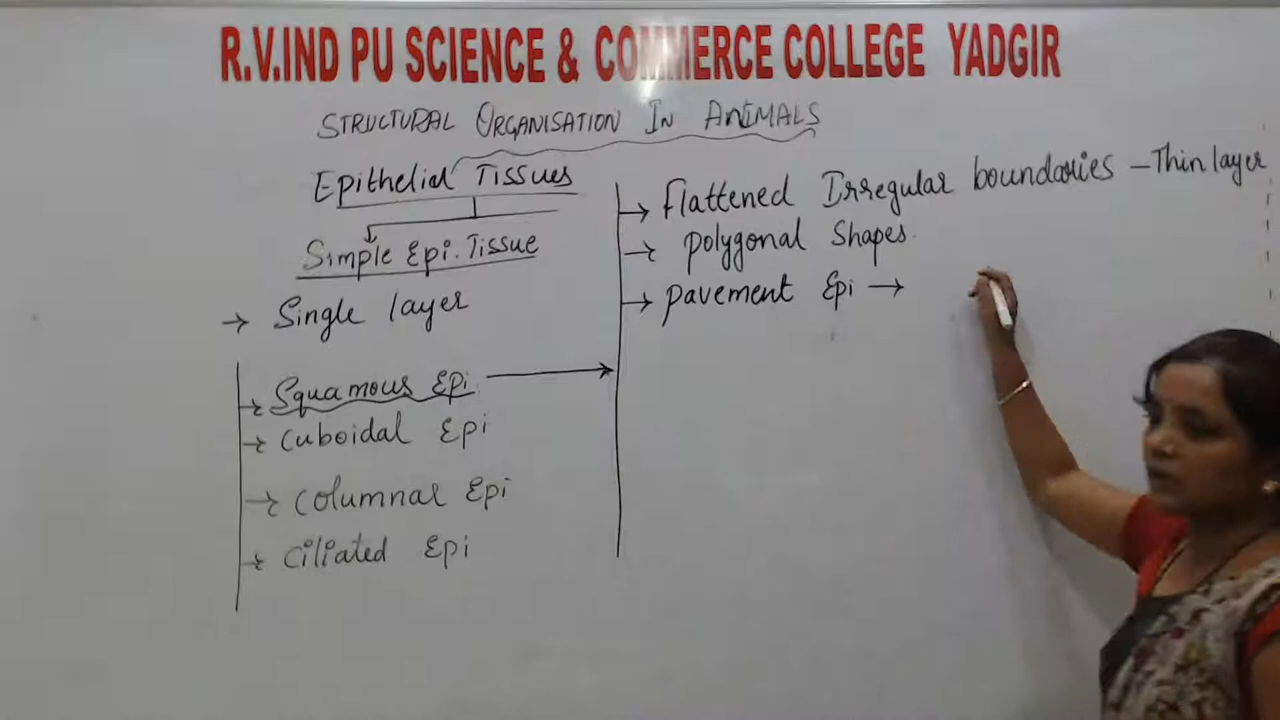 R.V.IND PU SCIENCE & COMMERCE COLLEGE YADGIR
STRUCTURAL ORGANISATION IN ANIMALS
Epithelial Tissues
Simple Epi. Tissue
→ Single layer
→ Squamous Epi.
→ Cuboidal Epi
→ Columnar Epi
→ Ciliated Epi
→ Flattened Irregular boundaries – Thin layer
→ Polygonal Shapes.
→ Pavement Epi →